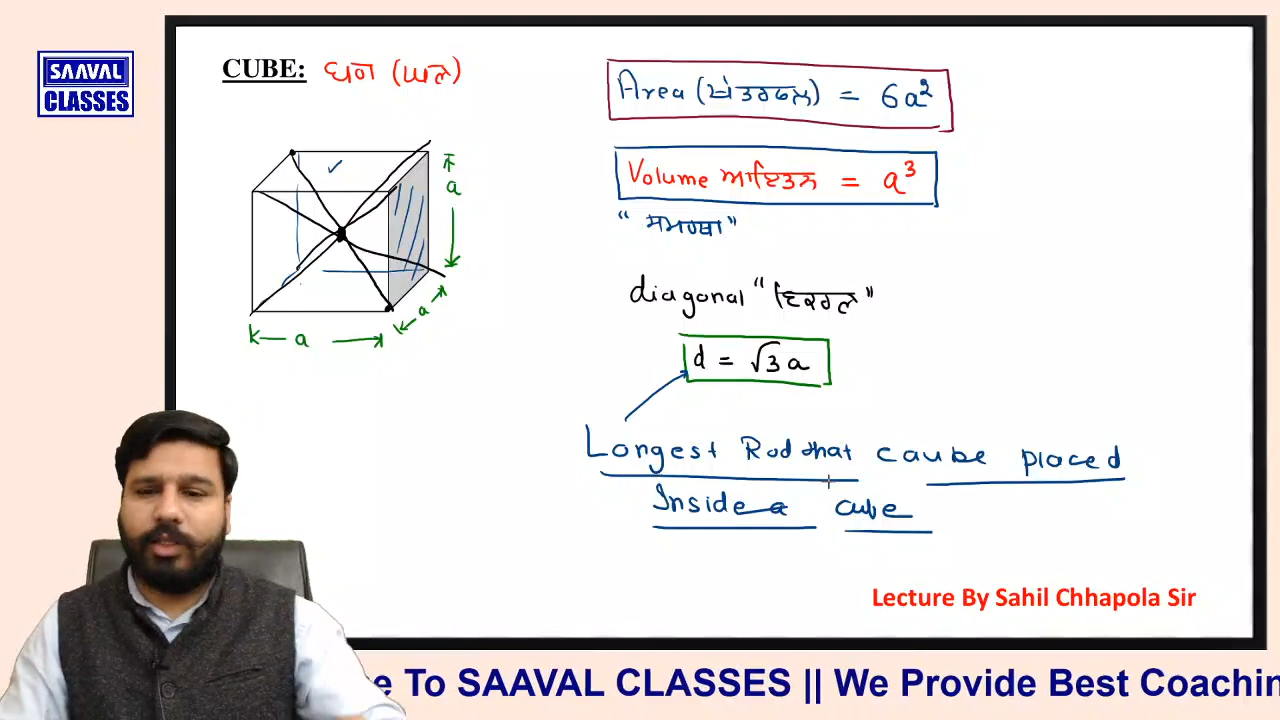 SAAVAL
CLASSES
CUBE: ਘਣ (ਘਨ)
Area (ਖੇਤਰਫਲ) = 6a²
Volume ਆਇਤਨ = a³
a
a
a
diagonal "ਵਿਕਰਨ"
d = √3 a
Longest Rod that can be placed
Inside a cube
Lecture By Sahil Chhapola Sir
e To SAAVAL CLASSES || We Provide Best Coachin